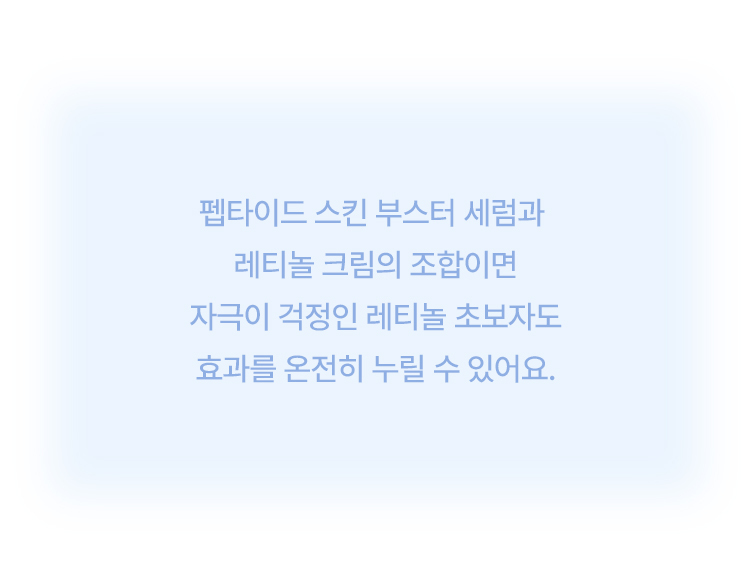 펩타이드 스킨 부스터 세럼과
레티놀 크림의 조합이면
자극이 걱정인 레티놀 초보자도
효과를 온전히 누릴 수 있어요.